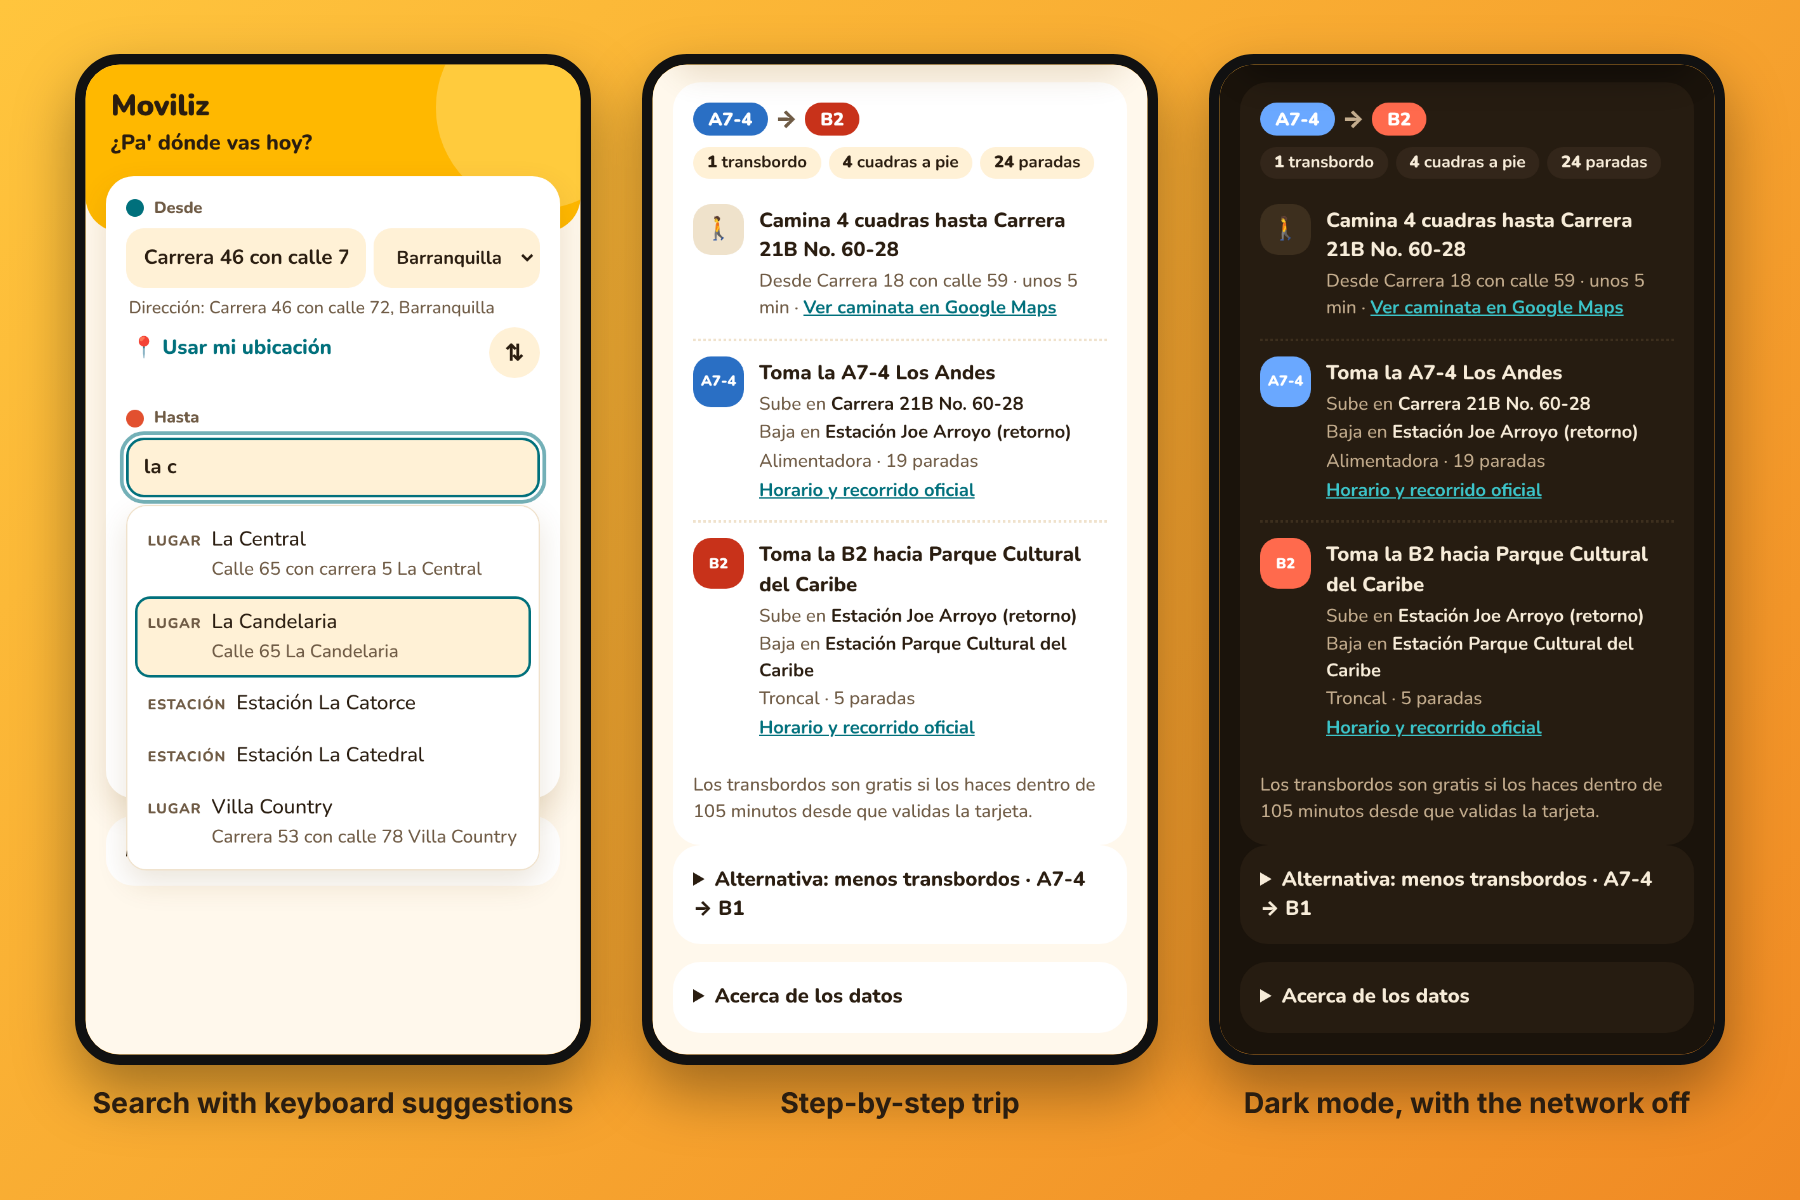 Moviliz
¿Pa' dónde vas hoy?
Desde
Carrera 46 con calle 7
Barranquilla
Dirección: Carrera 46 con calle 72, Barranquilla
Usar mi ubicación
Hasta
la c
LUGAR La Central
Calle 65 con carrera 5 La Central
LUGAR La Candelaria
Calle 65 La Candelaria
ESTACIÓN Estación La Catorce
ESTACIÓN Estación La Catedral
LUGAR Villa Country
Carrera 53 con calle 78 Villa Country
Search with keyboard suggestions
A7-4 → B2
1 transbordo
4 cuadras a pie
24 paradas
Camina 4 cuadras hasta Carrera
21B No. 60-28
Desde Carrera 18 con calle 59 · unos 5
min · Ver caminata en Google Maps
A7-4
Toma la A7-4 Los Andes
Sube en Carrera 21B No. 60-28
Baja en Estación Joe Arroyo (retorno)
Alimentadora · 19 paradas
Horario y recorrido oficial
B2
Toma la B2 hacia Parque Cultural
del Caribe
Sube en Estación Joe Arroyo (retorno)
Baja en Estación Parque Cultural del
Caribe
Troncal · 5 paradas
Horario y recorrido oficial
Los transbordos son gratis si los haces dentro de
105 minutos desde que validas la tarjeta.
Alternativa: menos transbordos · A7-4
→ B1
Acerca de los datos
Step-by-step trip
A7-4 → B2
1 transbordo
4 cuadras a pie
24 paradas
Camina 4 cuadras hasta Carrera
21B No. 60-28
Desde Carrera 18 con calle 59 · unos 5
min · Ver caminata en Google Maps
A7-4
Toma la A7-4 Los Andes
Sube en Carrera 21B No. 60-28
Baja en Estación Joe Arroyo (retorno)
Alimentadora · 19 paradas
Horario y recorrido oficial
B2
Toma la B2 hacia Parque Cultural
del Caribe
Sube en Estación Joe Arroyo (retorno)
Baja en Estación Parque Cultural del
Caribe
Troncal · 5 paradas
Horario y recorrido oficial
Los transbordos son gratis si los haces dentro de
105 minutos desde que validas la tarjeta.
Alternativa: menos transbordos · A7-4
→ B1
Acerca de los datos
Dark mode, with the network off